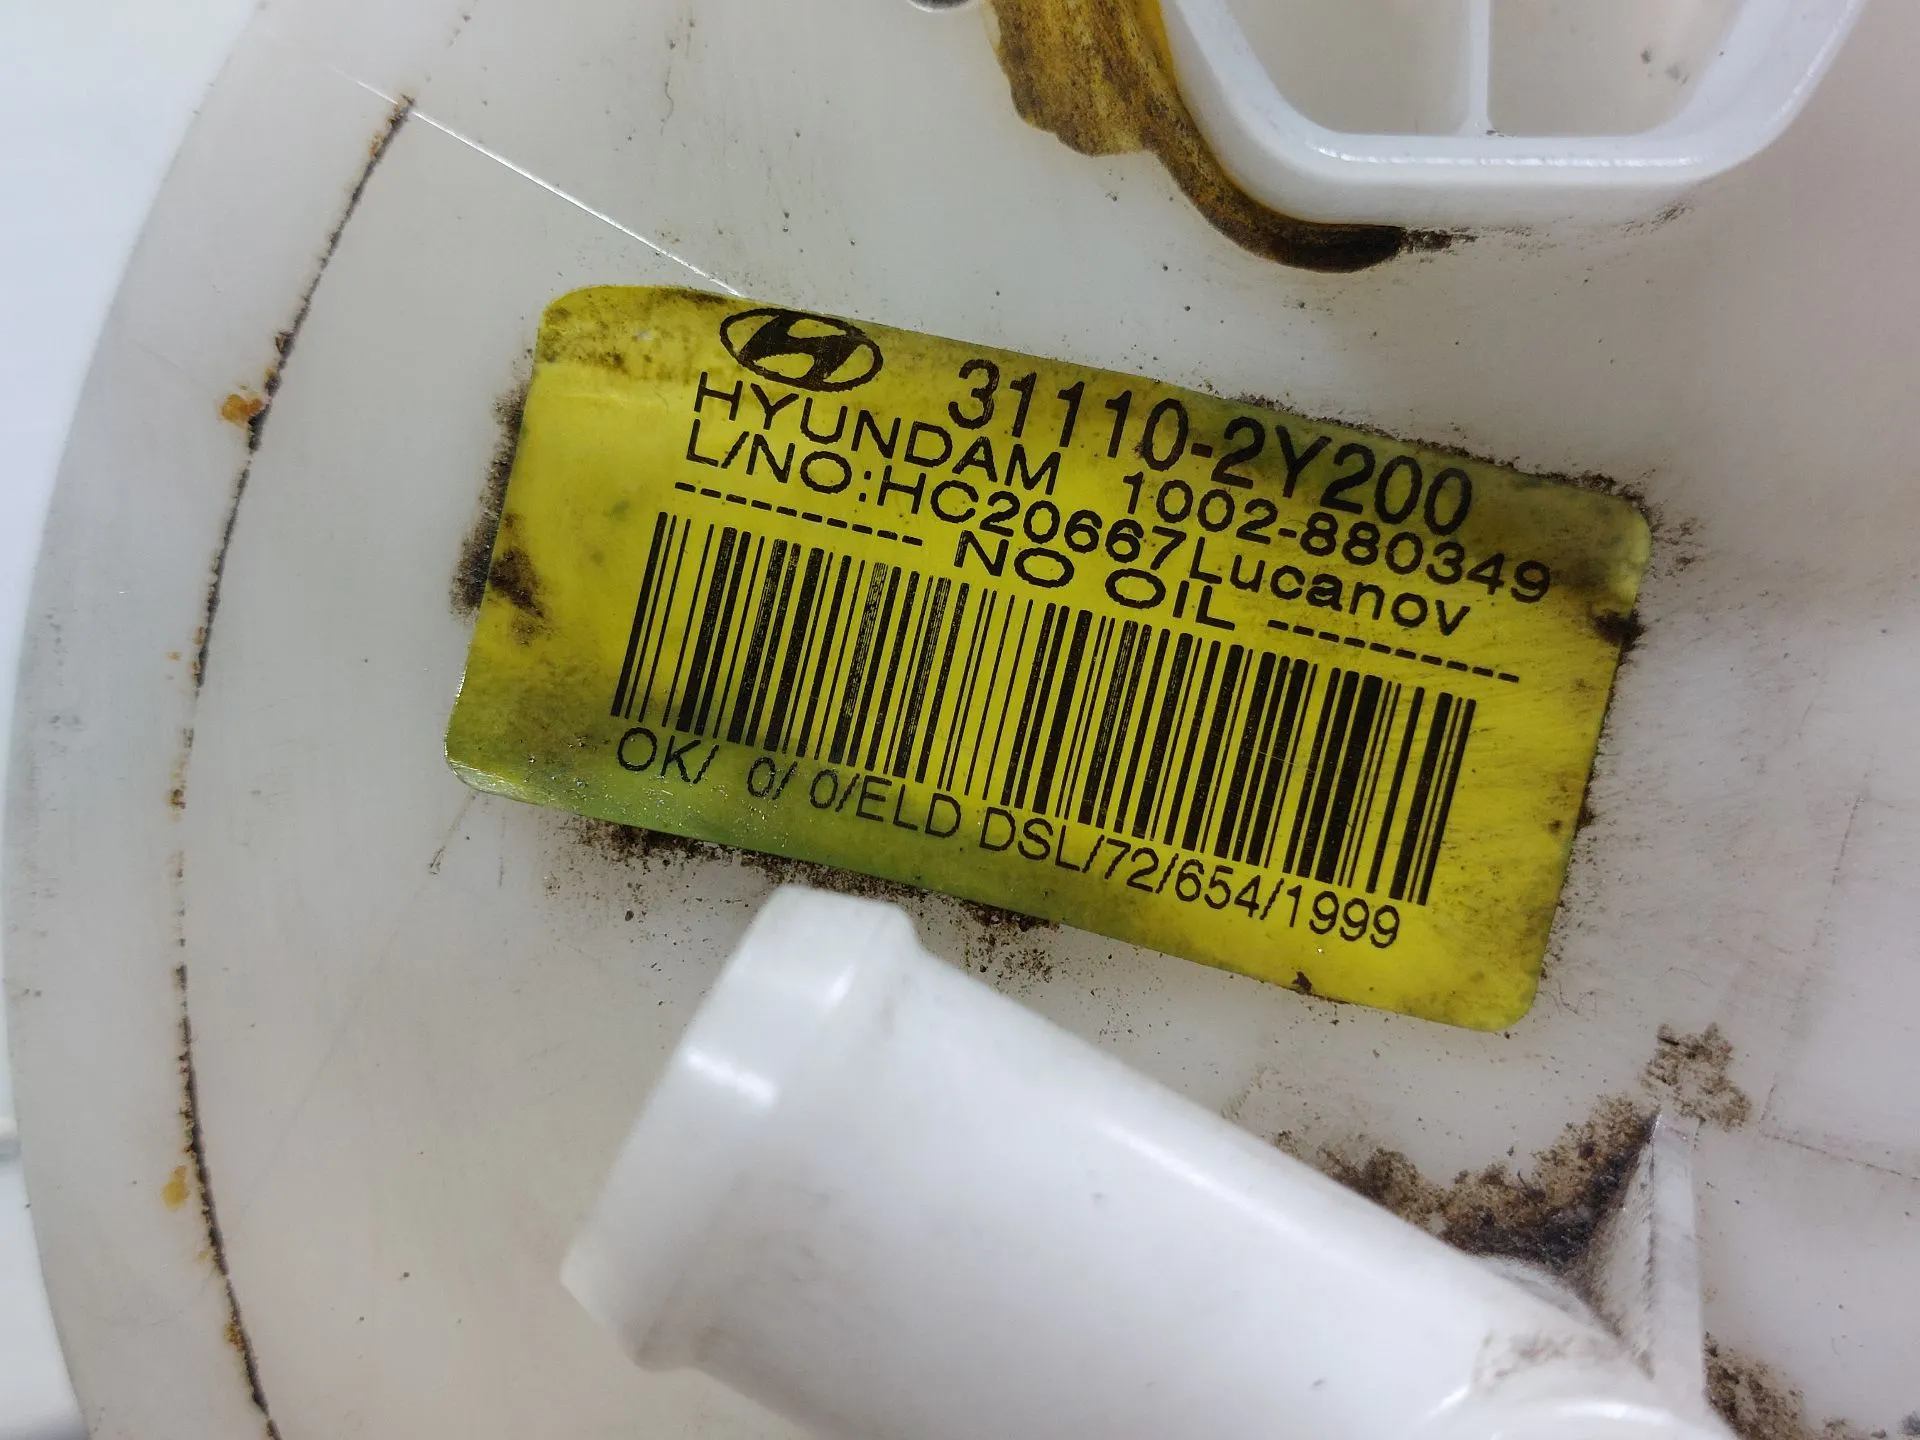 31110-2Y200
HYUNDAM 1002-880349
L/NO:HC20667Lucanov
--------- NO OIL ---------
OK/ 0/ 0/ELD DSL/72/654/1999